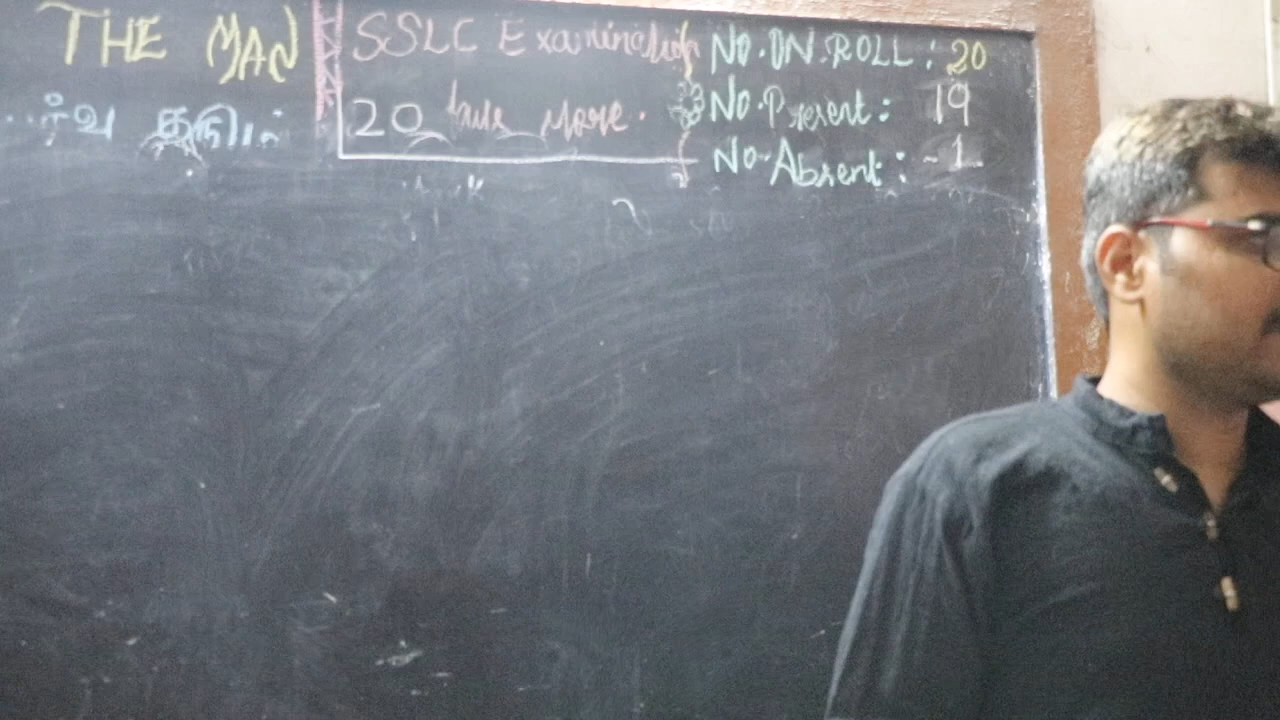 THE MAN
SSLC Examination
20 days more.
NO.ON.ROLL : 20
No.Present : 19
No.Absent : 1